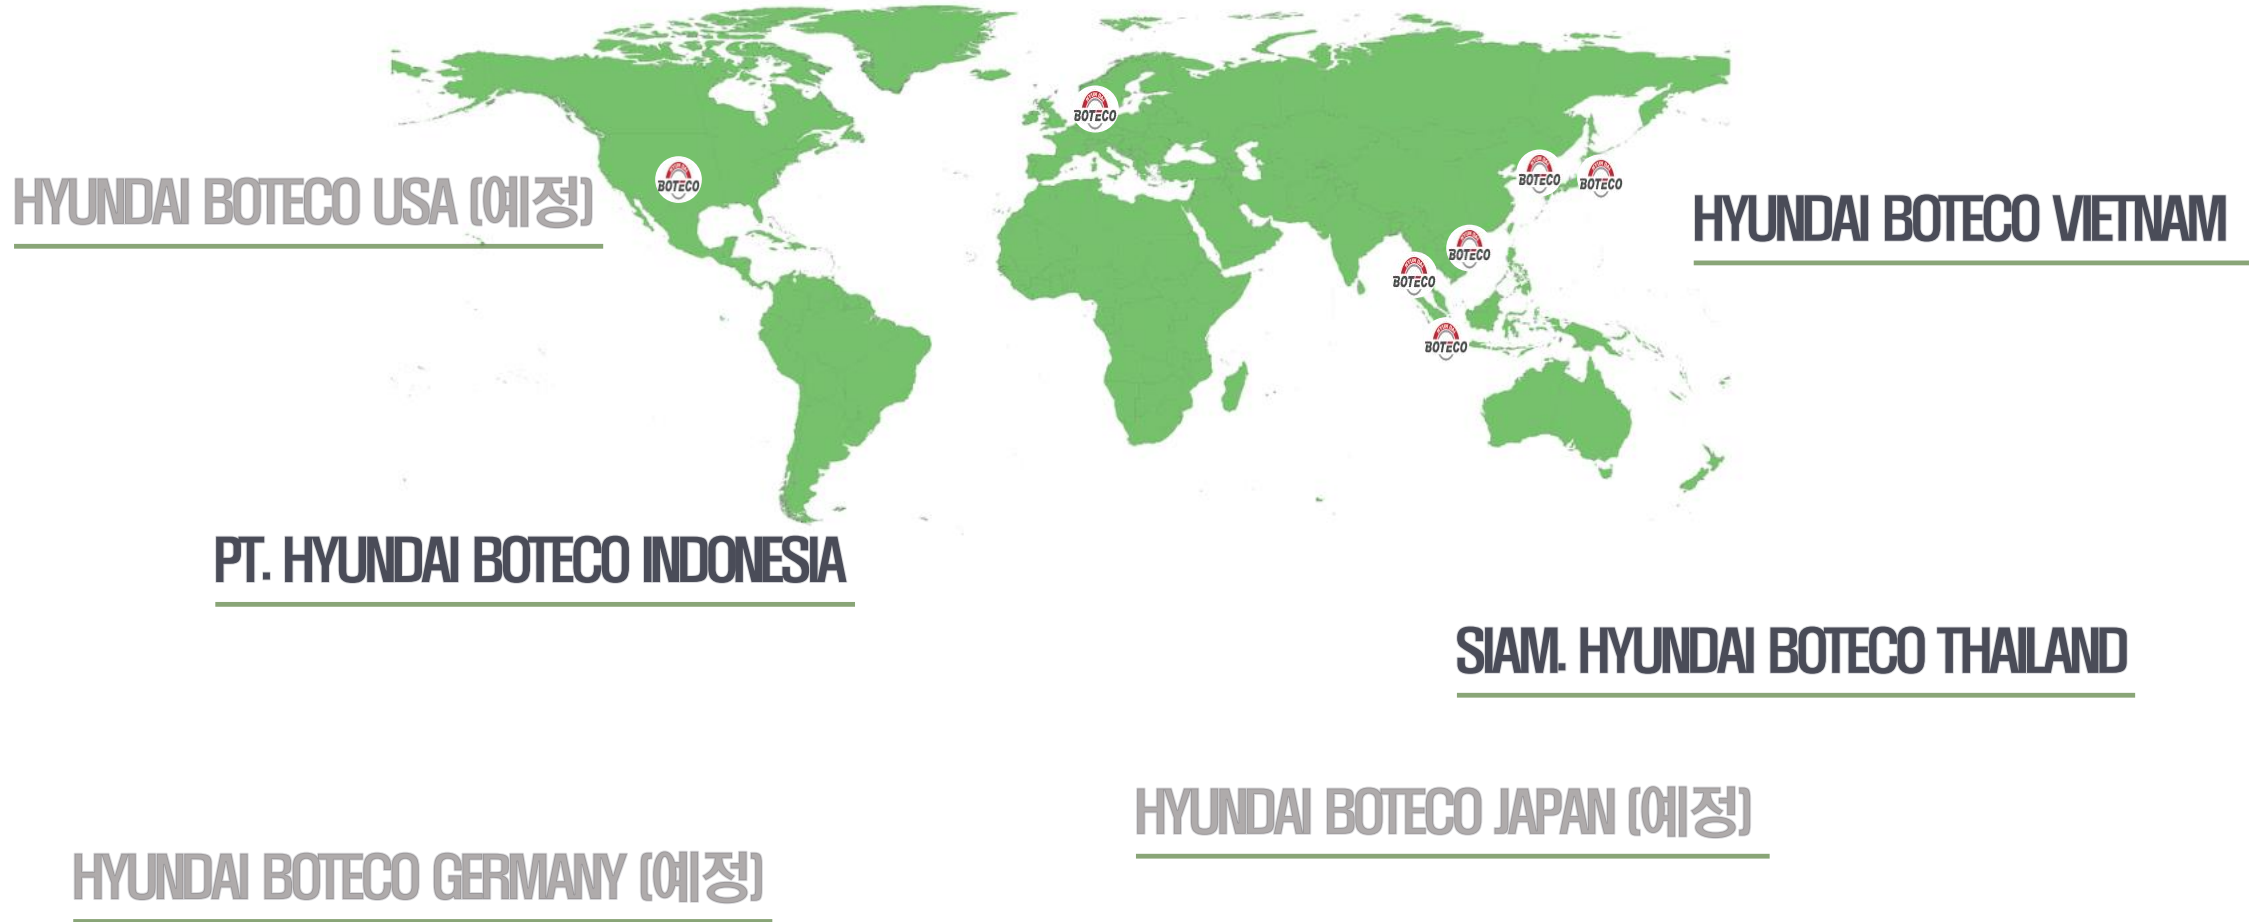 BOTECO
BOTECO
BOTECO
BOTECO
HYUNDAI BOTECO USA (예정)
HYUNDAI BOTECO VIETNAM
BOTECO
BOTECO
BOTECO
PT. HYUNDAI BOTECO INDONESIA
SIAM. HYUNDAI BOTECO THAILAND
HYUNDAI BOTECO JAPAN (예정)
HYUNDAI BOTECO GERMANY (예정)